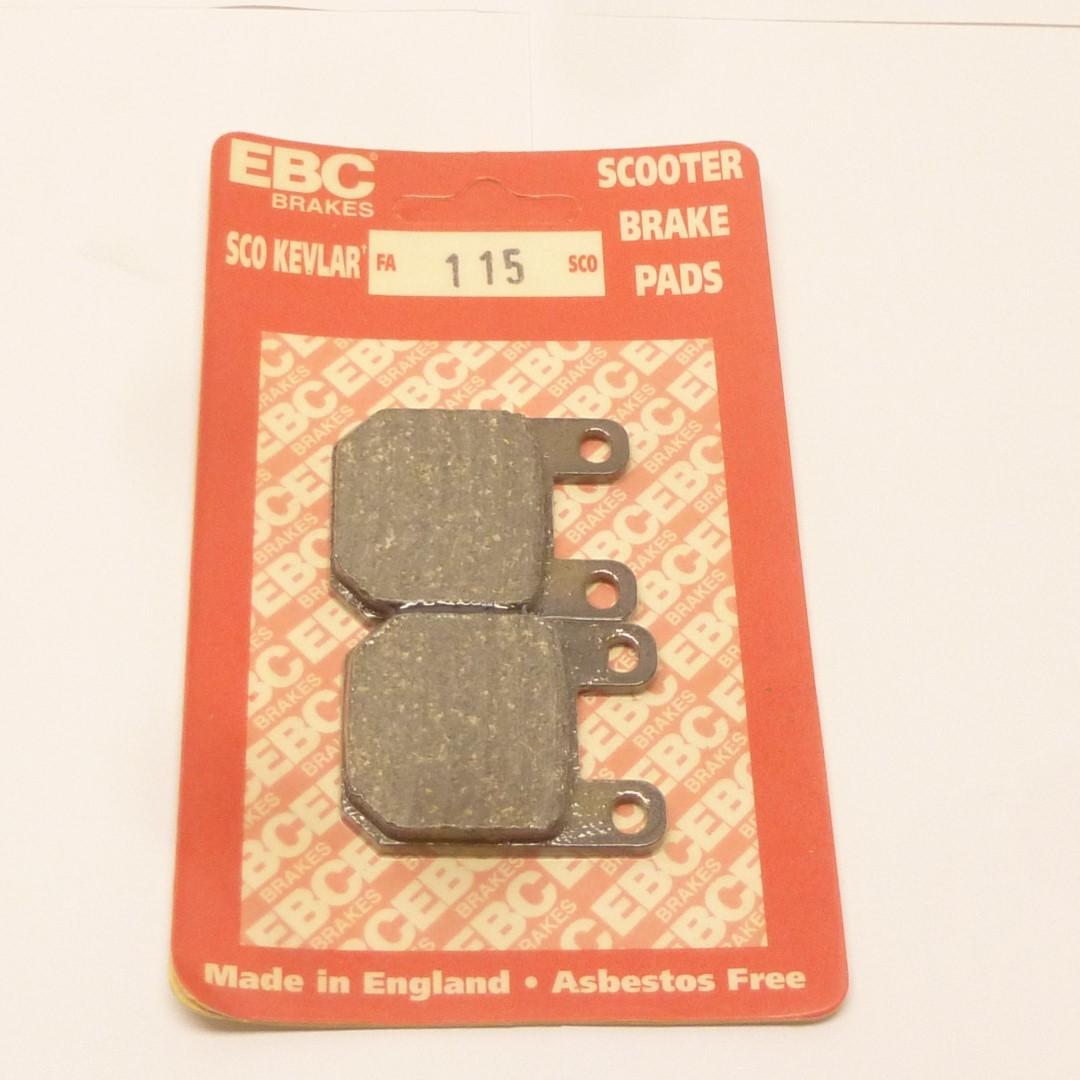 EBC®
BRAKES
SCO KEVLAR†
FA 115 SCO
SCOOTER
BRAKE
PADS
Made in England • Asbestos Free